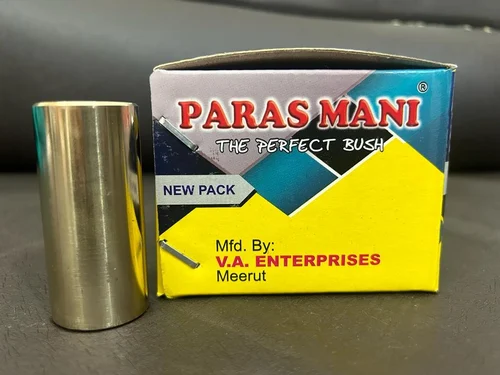 PARAS MANI®
THE PERFECT BUSH
NEW PACK
Mfd. By:
V.A. ENTERPRISES
Meerut